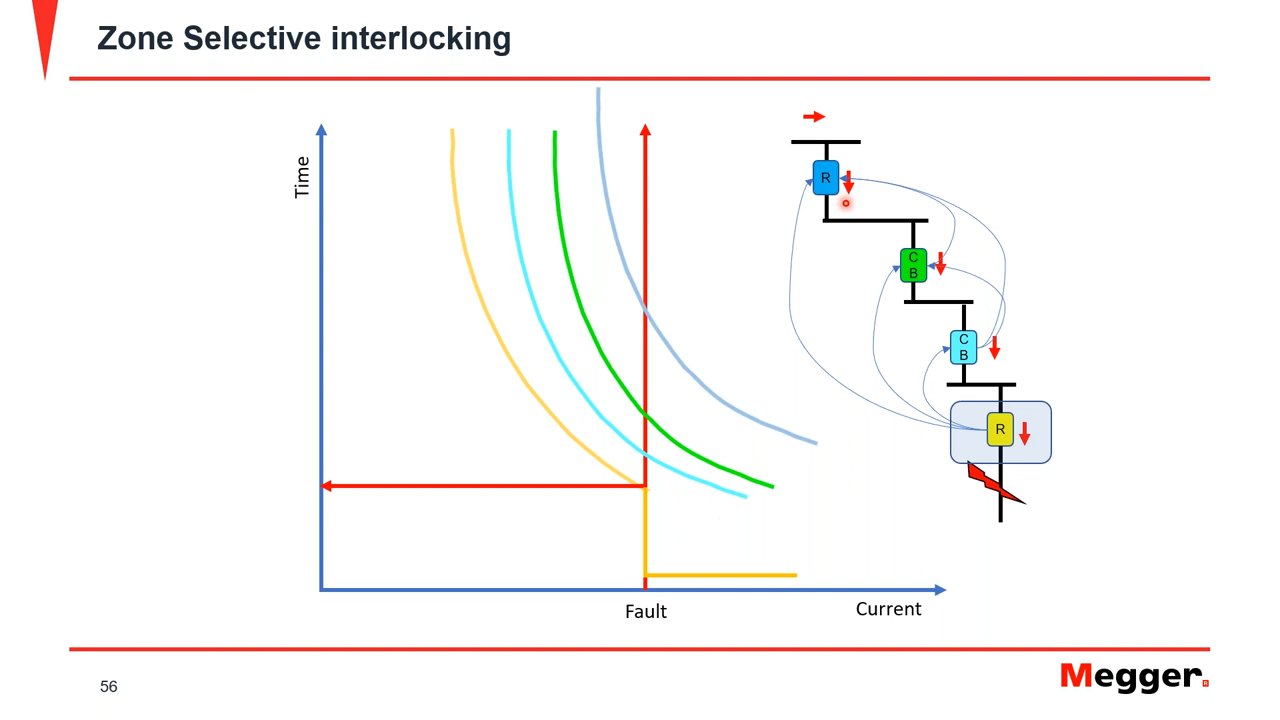 Zone Selective interlocking
Time
R
C
B
C
B
R
Fault
Current
56
Megger